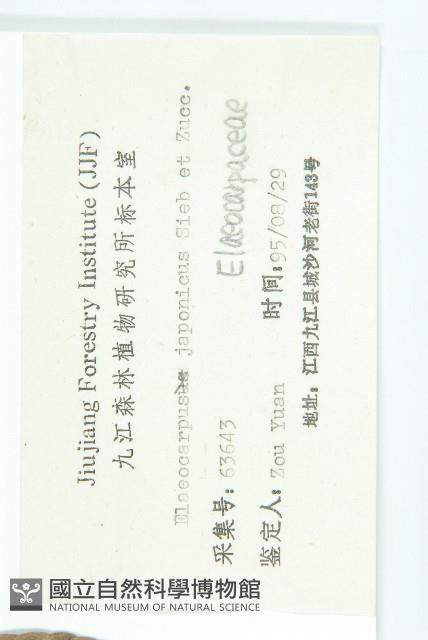 Jiujiang Forestry Institute (JJF)
九江森林植物研究所标本室
Elaeocarpus japonicus Sieb et Zucc.
Elaeocarpaceae
采集号: 63643
鉴定人: Zou Yuan 时间: 95/08/29
地址: 江西九江县城沙河老街143号
國立自然科學博物館
NATIONAL MUSEUM OF NATURAL SCIENCE